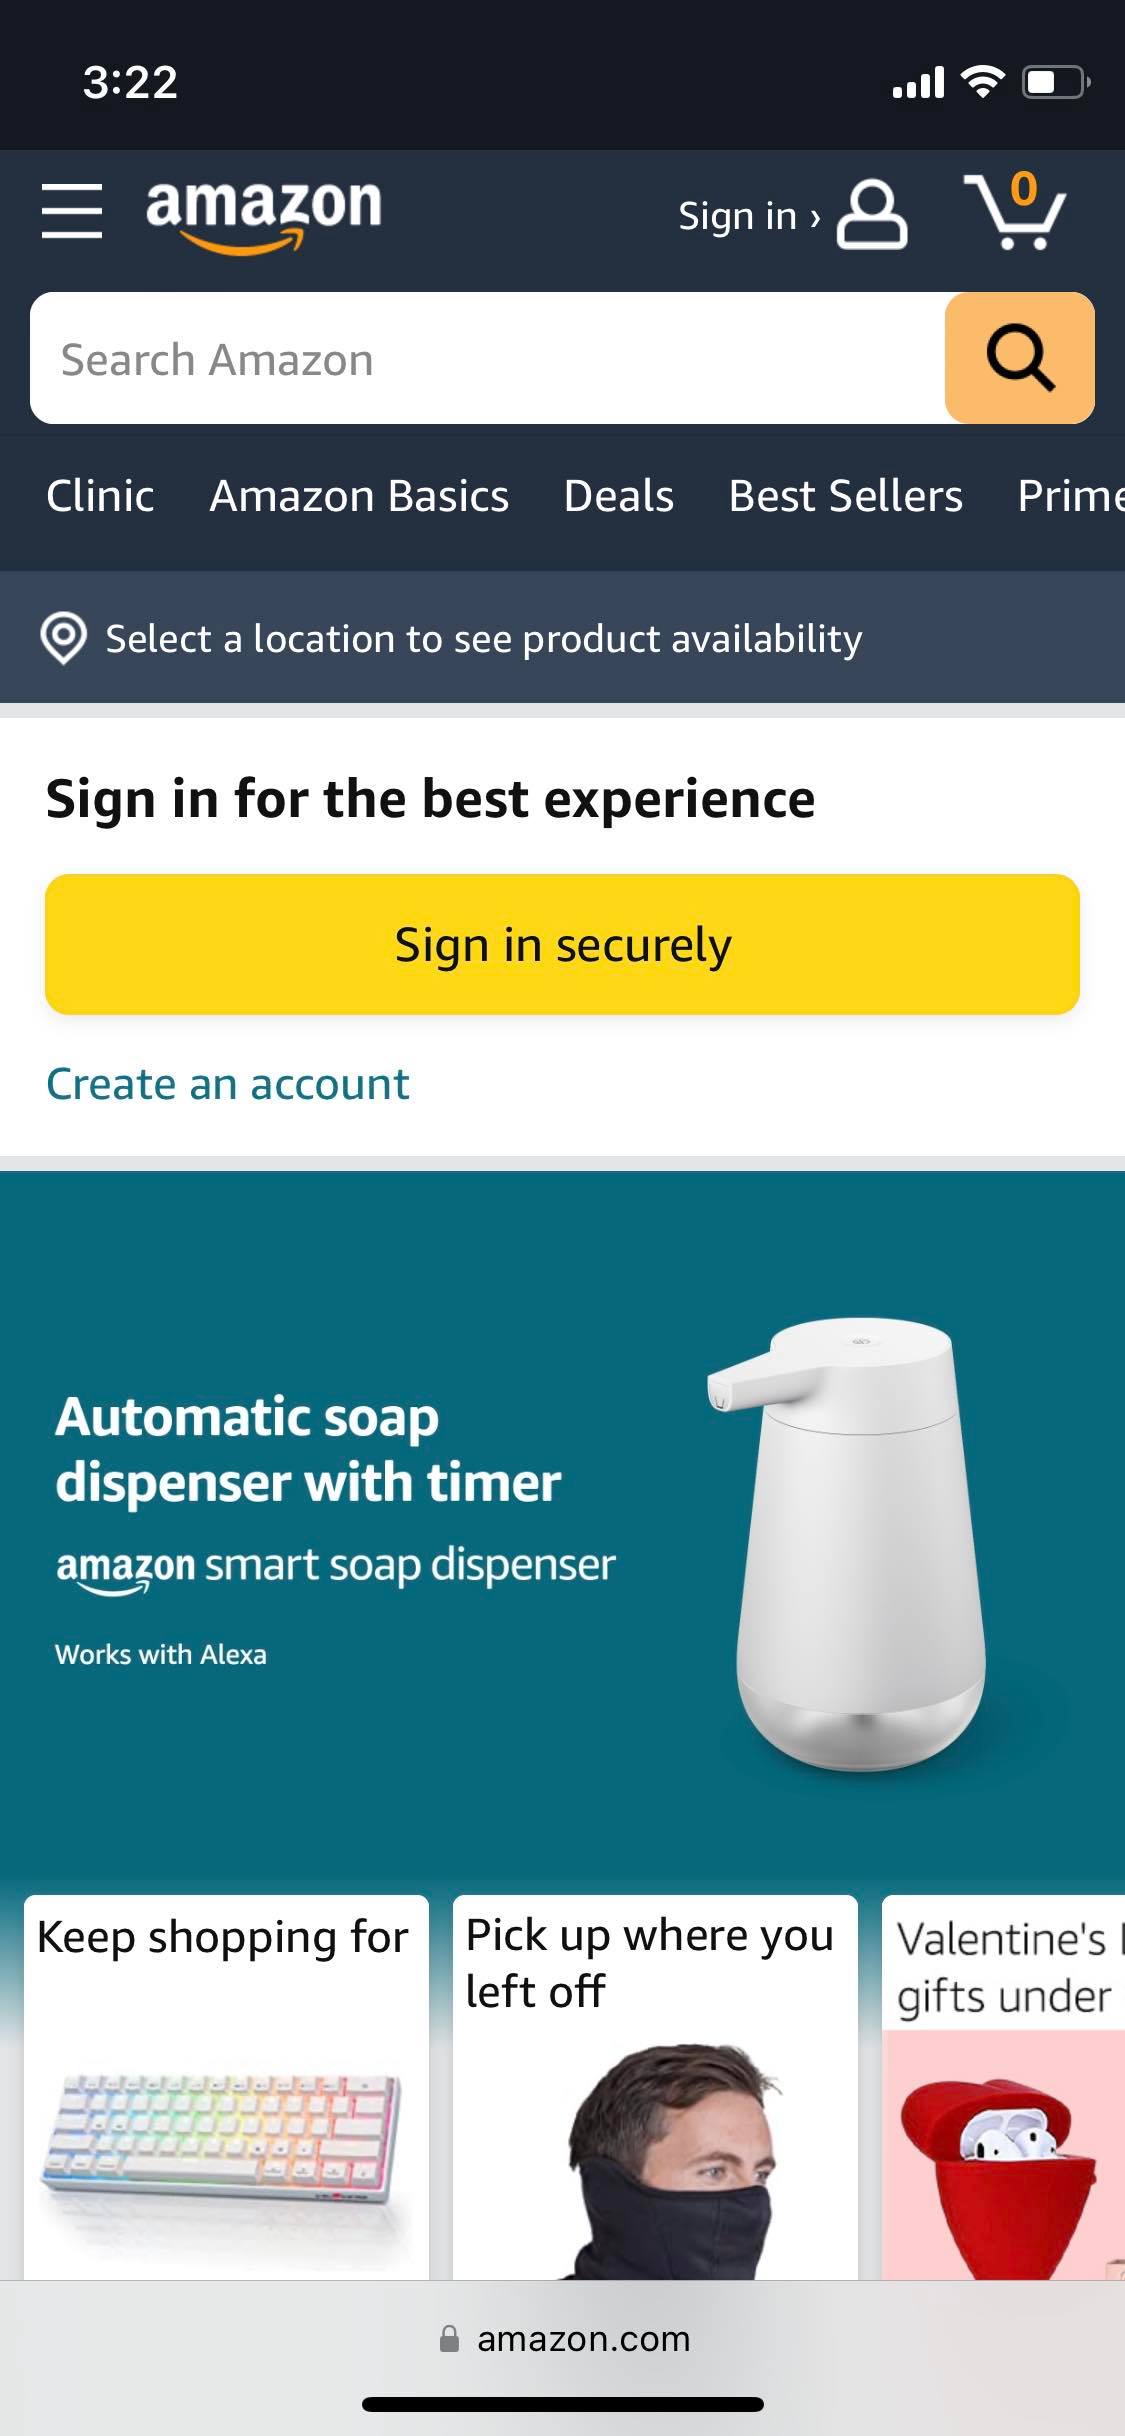 3:22
amazon
Sign in ›
0
Search Amazon
Clinic Amazon Basics Deals Best Sellers Prime
Select a location to see product availability
Sign in for the best experience
Sign in securely
Create an account
Automatic soap
dispenser with timer
amazon smart soap dispenser
Works with Alexa
Keep shopping for
Pick up where you
left off
Valentine's
gifts under
amazon.com